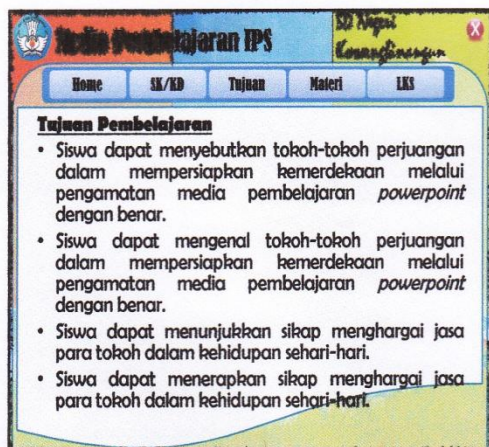 Media Pembelajaran IPS
SD Negeri
Home SK/KD Tujuan Materi LKS
Tujuan Pembelajaran
• Siswa dapat menyebutkan tokoh-tokoh perjuangan
dalam mempersiapkan kemerdekaan melalui
pengamatan media pembelajaran powerpoint
dengan benar.
• Siswa dapat mengenal tokoh-tokoh perjuangan
dalam mempersiapkan kemerdekaan melalui
pengamatan media pembelajaran powerpoint
dengan benar.
• Siswa dapat menunjukkan sikap menghargai jasa
para tokoh dalam kehidupan sehari-hari.
• Siswa dapat menerapkan sikap menghargai jasa
para tokoh dalam kehidupan sehari-hari.